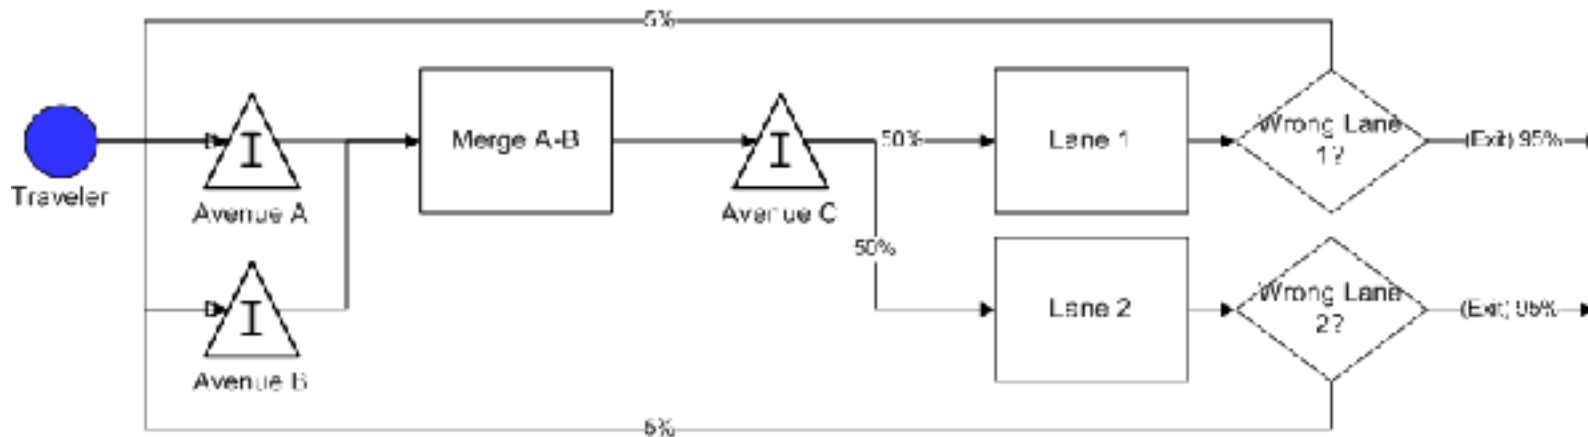 5%
Merge A-B
50%
Lane 1
Wrong Lane
1?
(Exit) 95%
Traveler
I
Avenue A
I
Avenue C
50%
Lane 2
Wrong Lane
2?
(Exit) 95%
I
Avenue B
5%